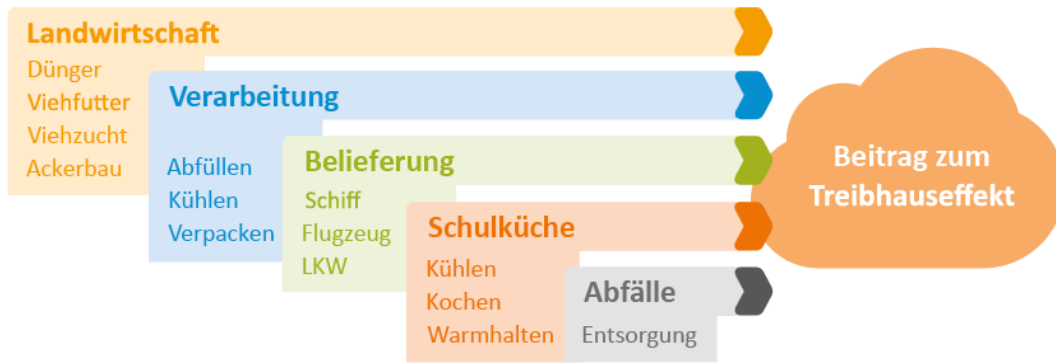 Landwirtschaft
Dünger
Viehfutter
Viehzucht
Ackerbau
Verarbeitung
Abfüllen
Kühlen
Verpacken
Belieferung
Schiff
Flugzeug
LKW
Schulküche
Kühlen
Kochen
Warmhalten
Abfälle
Entsorgung
Beitrag zum
Treibhauseffekt